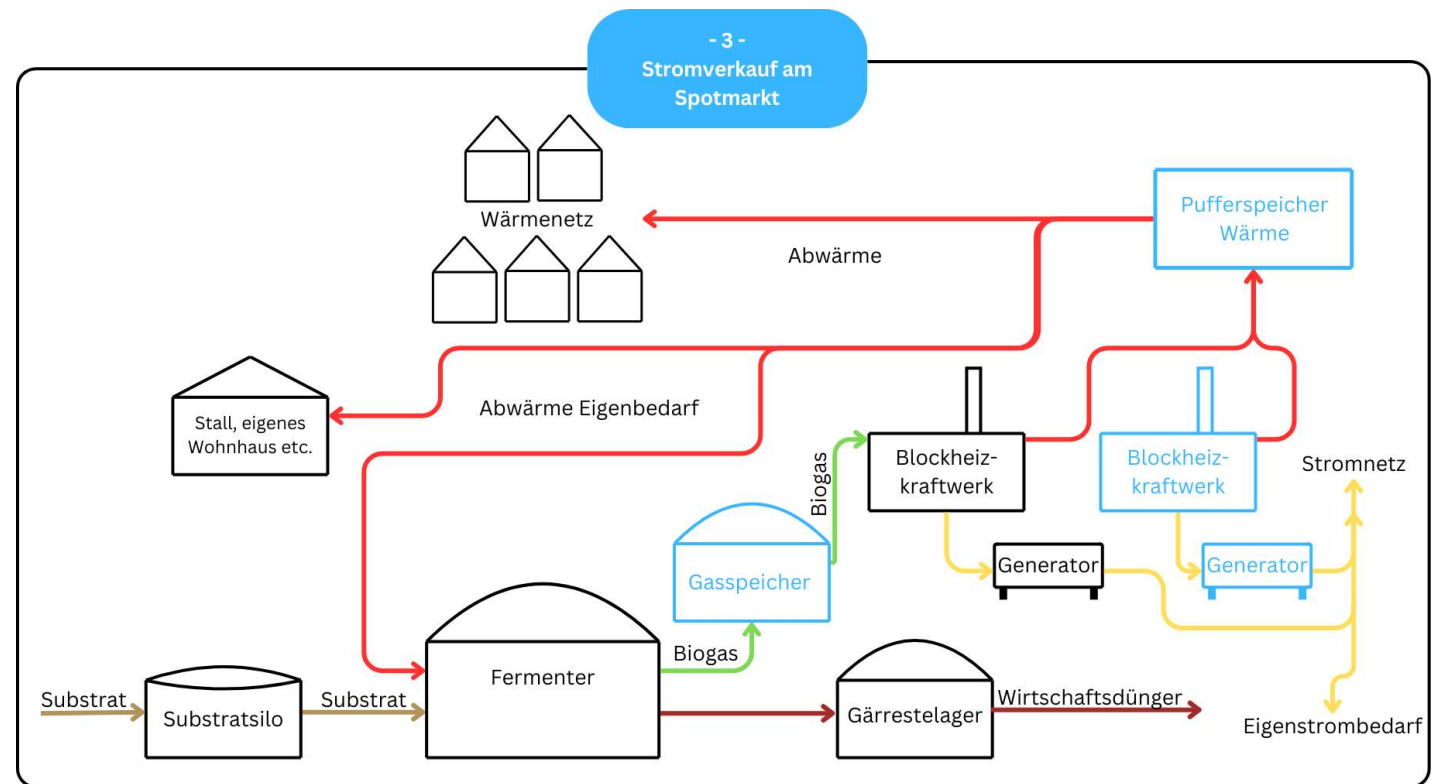 - 3 -
Stromverkauf am
Spotmarkt
Pufferspeicher
Wärme
Wärmenetz
Abwärme
Stall, eigenes
Wohnhaus etc.
Abwärme Eigenbedarf
Biogas
Blockheiz-
kraftwerk
Blockheiz-
kraftwerk
Stromnetz
Gasspeicher
Generator
Generator
Biogas
Fermenter
Substrat
Substratsilo
Substrat
Gärrestelager
Wirtschaftsdünger
Eigenstrombedarf